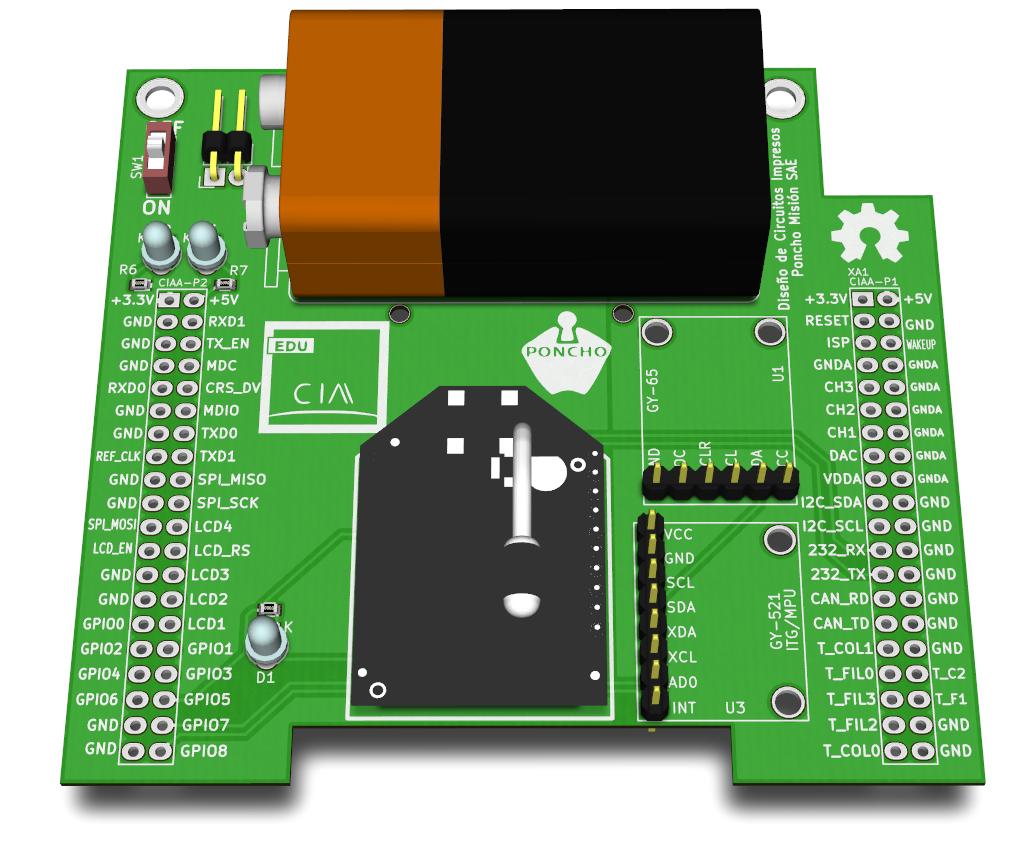 SW1
ON
R6
R7
CIAA-P2
+3.3V
+5V
GND
RXD1
GND
TX_EN
GND
MDC
RXD0
CRS_DV
GND
MDIO
GND
TXD0
REF_CLK
TXD1
GND
SPI_MISO
GND
SPI_SCK
SPI_MOSI
LCD4
LCD_EN
LCD_RS
GND
LCD3
GND
LCD2
GPIO0
LCD1
GPIO2
GPIO1
GPIO4
GPIO3
GPIO6
GPIO5
GND
GPIO7
GND
GPIO8
EDU
CIAA
K
D1
PONCHO
Diseño de Circuitos Impresos
Poncho Misión SAE
GY-65
U1
CLR
VCC
GND
SCL
SDA
XDA
XCL
AD0
INT
U3
GY-521
ITG/MPU
XA1
CIAA-P1
+3.3V
+5V
RESET
GND
ISP
WAKEUP
GNDA
GNDA
CH3
GNDA
CH2
GNDA
CH1
GNDA
DAC
GNDA
VDDA
GNDA
I2C_SDA
GND
I2C_SCL
GND
232_RX
GND
232_TX
GND
CAN_RD
GND
CAN_TD
GND
T_COL1
GND
T_FIL0
T_C2
T_FIL3
T_F1
T_FIL2
GND
T_COL0
GND